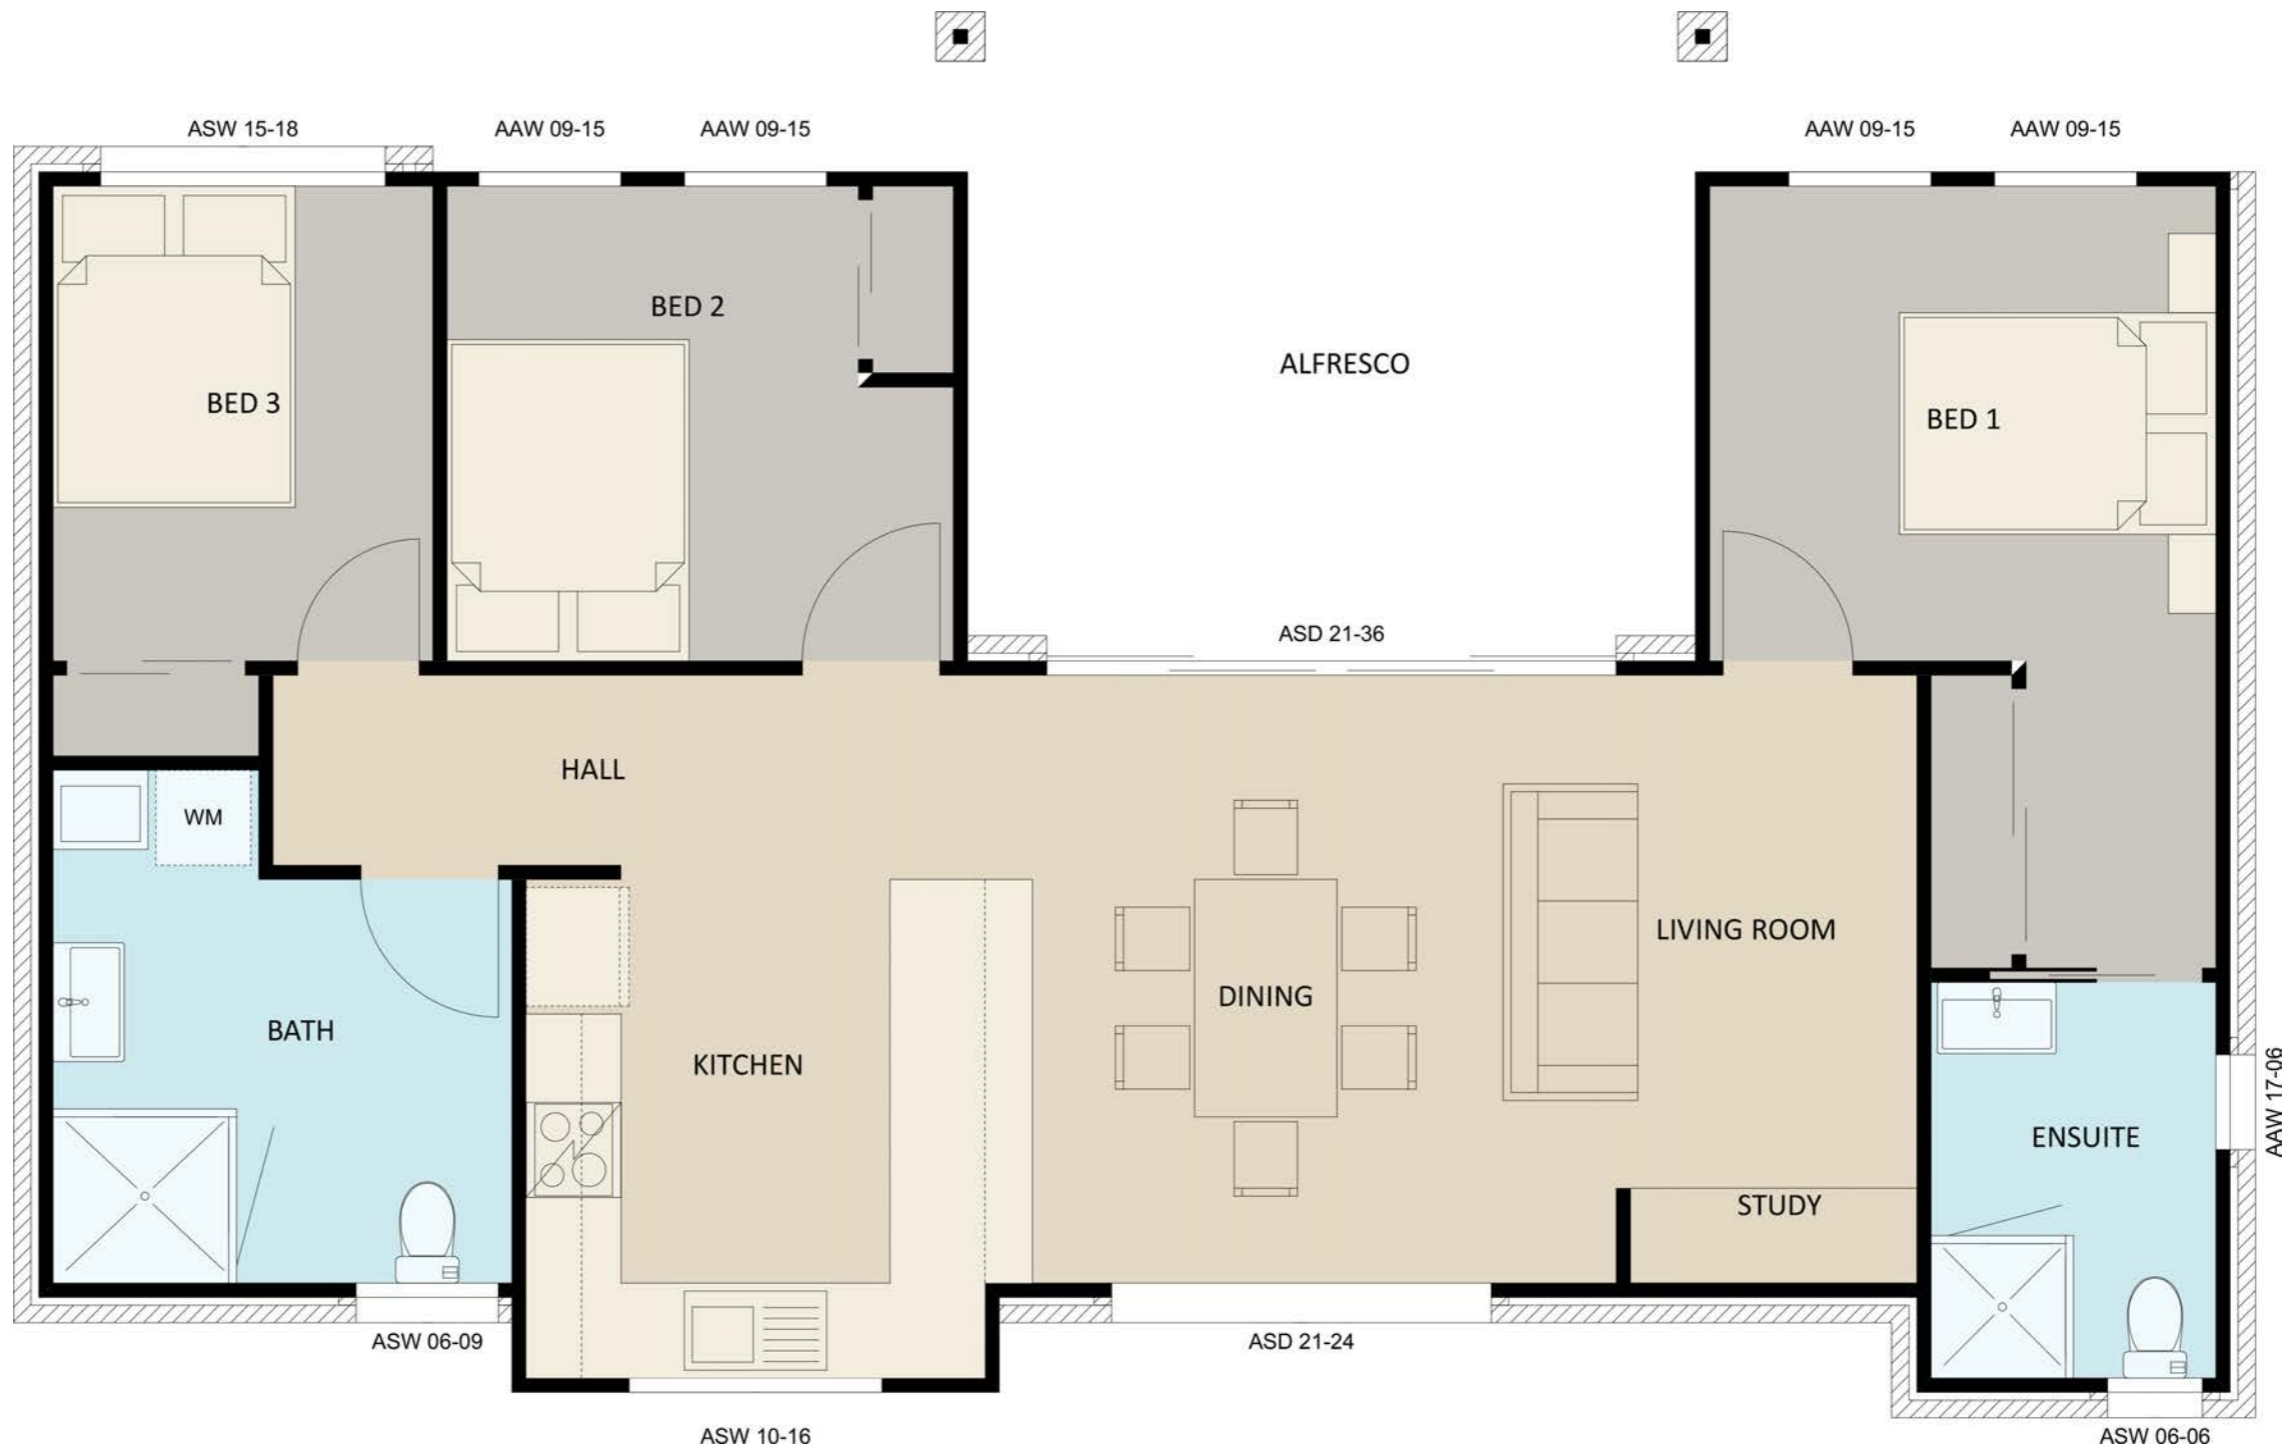 ASW 15-18
AAW 09-15
AAW 09-15
AAW 09-15
AAW 09-15
BED 2
ALFRESCO
BED 3
BED 1
ASD 21-36
HALL
WM
LIVING ROOM
DINING
BATH
KITCHEN
ENSUITE
AAW 17-06
STUDY
ASW 06-09
ASD 21-24
ASW 10-16
ASW 06-06